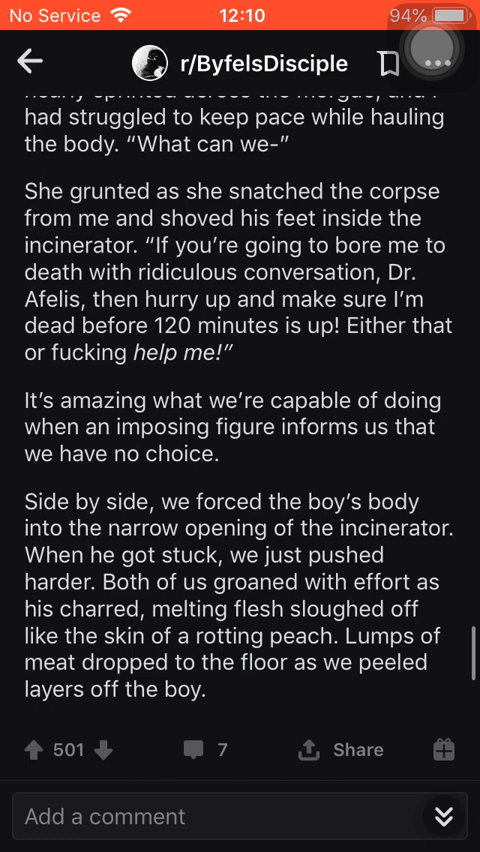 No Service
12:10
94%
r/ByfelsDisciple
had struggled to keep pace while hauling
the body. “What can we-”
She grunted as she snatched the corpse
from me and shoved his feet inside the
incinerator. “If you’re going to bore me to
death with ridiculous conversation, Dr.
Afelis, then hurry up and make sure I’m
dead before 120 minutes is up! Either that
or fucking help me!”
It’s amazing what we’re capable of doing
when an imposing figure informs us that
we have no choice.
Side by side, we forced the boy’s body
into the narrow opening of the incinerator.
When he got stuck, we just pushed
harder. Both of us groaned with effort as
his charred, melting flesh sloughed off
like the skin of a rotting peach. Lumps of
meat dropped to the floor as we peeled
layers off the boy.
501
7
Share
Add a comment